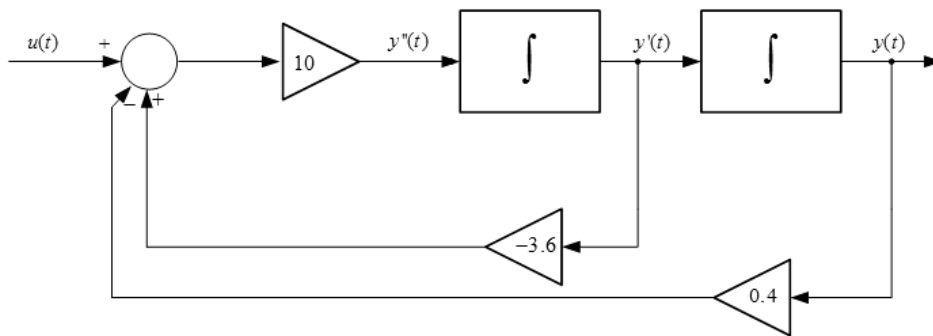 u(t)
+
10
y''(t)
∫
y'(t)
∫
y(t)
−
+
−3.6
0.4